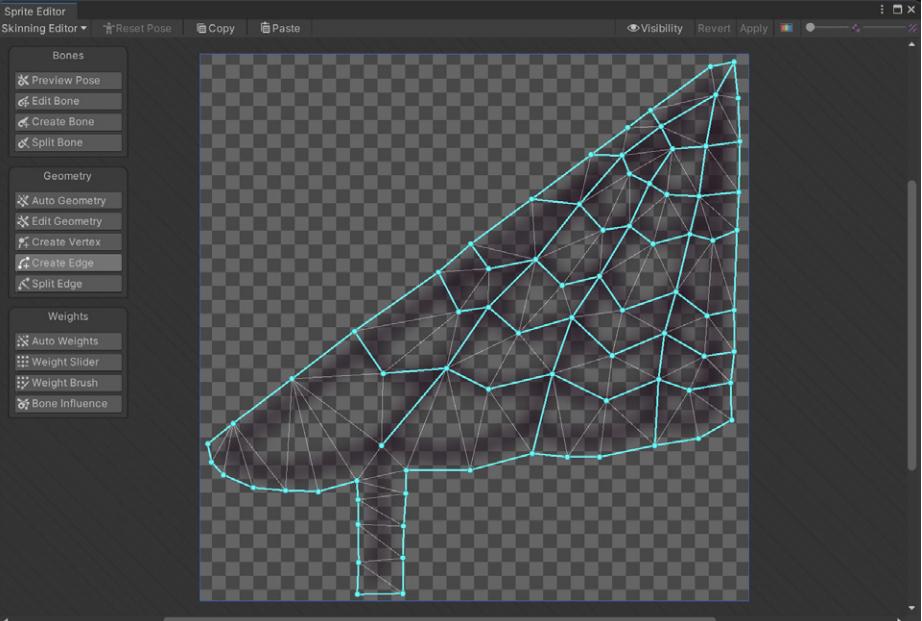 Sprite Editor
Skinning Editor Reset Pose Copy Paste Visibility Revert Apply
Bones
Preview Pose
Edit Bone
Create Bone
Split Bone
Geometry
Auto Geometry
Edit Geometry
Create Vertex
Create Edge
Split Edge
Weights
Auto Weights
Weight Slider
Weight Brush
Bone Influence